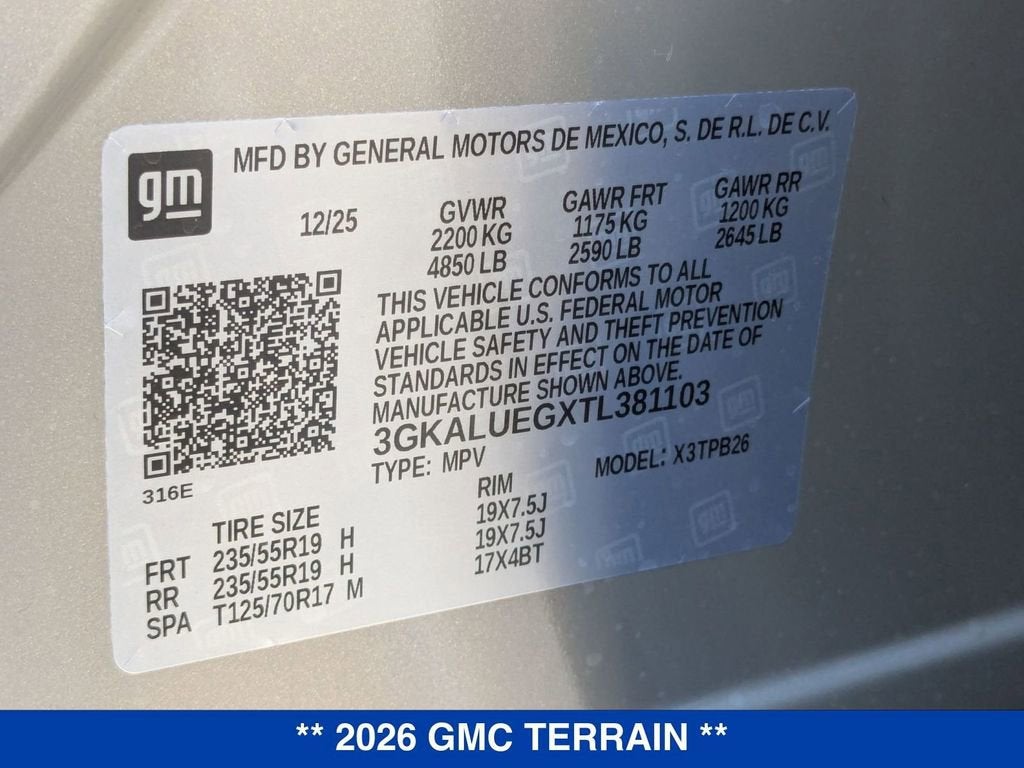 gm
MFD BY GENERAL MOTORS DE MEXICO, S. DE R.L. DE C.V.
12/25 GVWR GAWR FRT GAWR RR
2200 KG 1175 KG 1200 KG
4850 LB 2590 LB 2645 LB
THIS VEHICLE CONFORMS TO ALL
APPLICABLE U.S. FEDERAL MOTOR
VEHICLE SAFETY AND THEFT PREVENTION
STANDARDS IN EFFECT ON THE DATE OF
MANUFACTURE SHOWN ABOVE.
3GKALUEGXTL381103
TYPE: MPV MODEL: X3TPB26
316E
TIRE SIZE RIM
FRT 235/55R19 H 19X7.5J
RR 235/55R19 H 19X7.5J
SPA T125/70R17 M 17X4BT
** 2026 GMC TERRAIN **